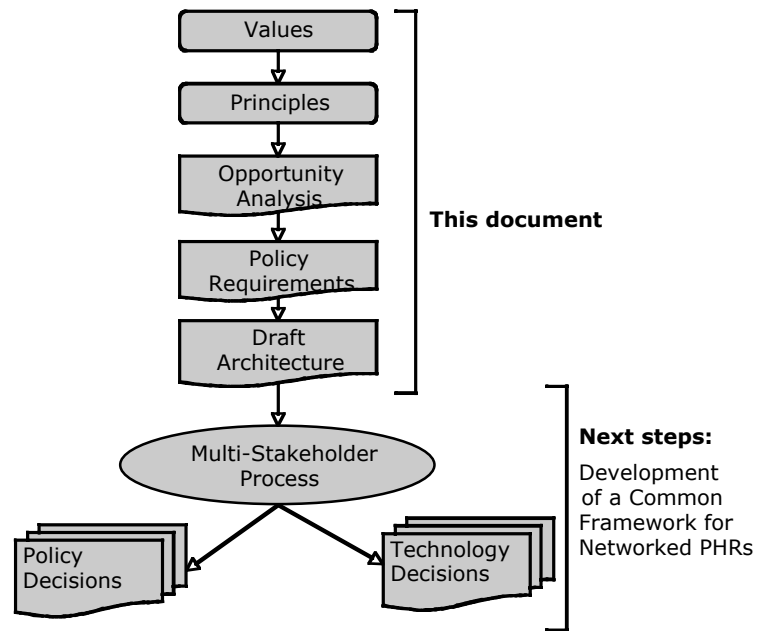 Values
Principles
Opportunity
Analysis
This document
Policy
Requirements
Draft
Architecture
Multi-Stakeholder
Process
Next steps:
Development
of a Common
Framework for
Networked PHRs
Policy
Decisions
Technology
Decisions